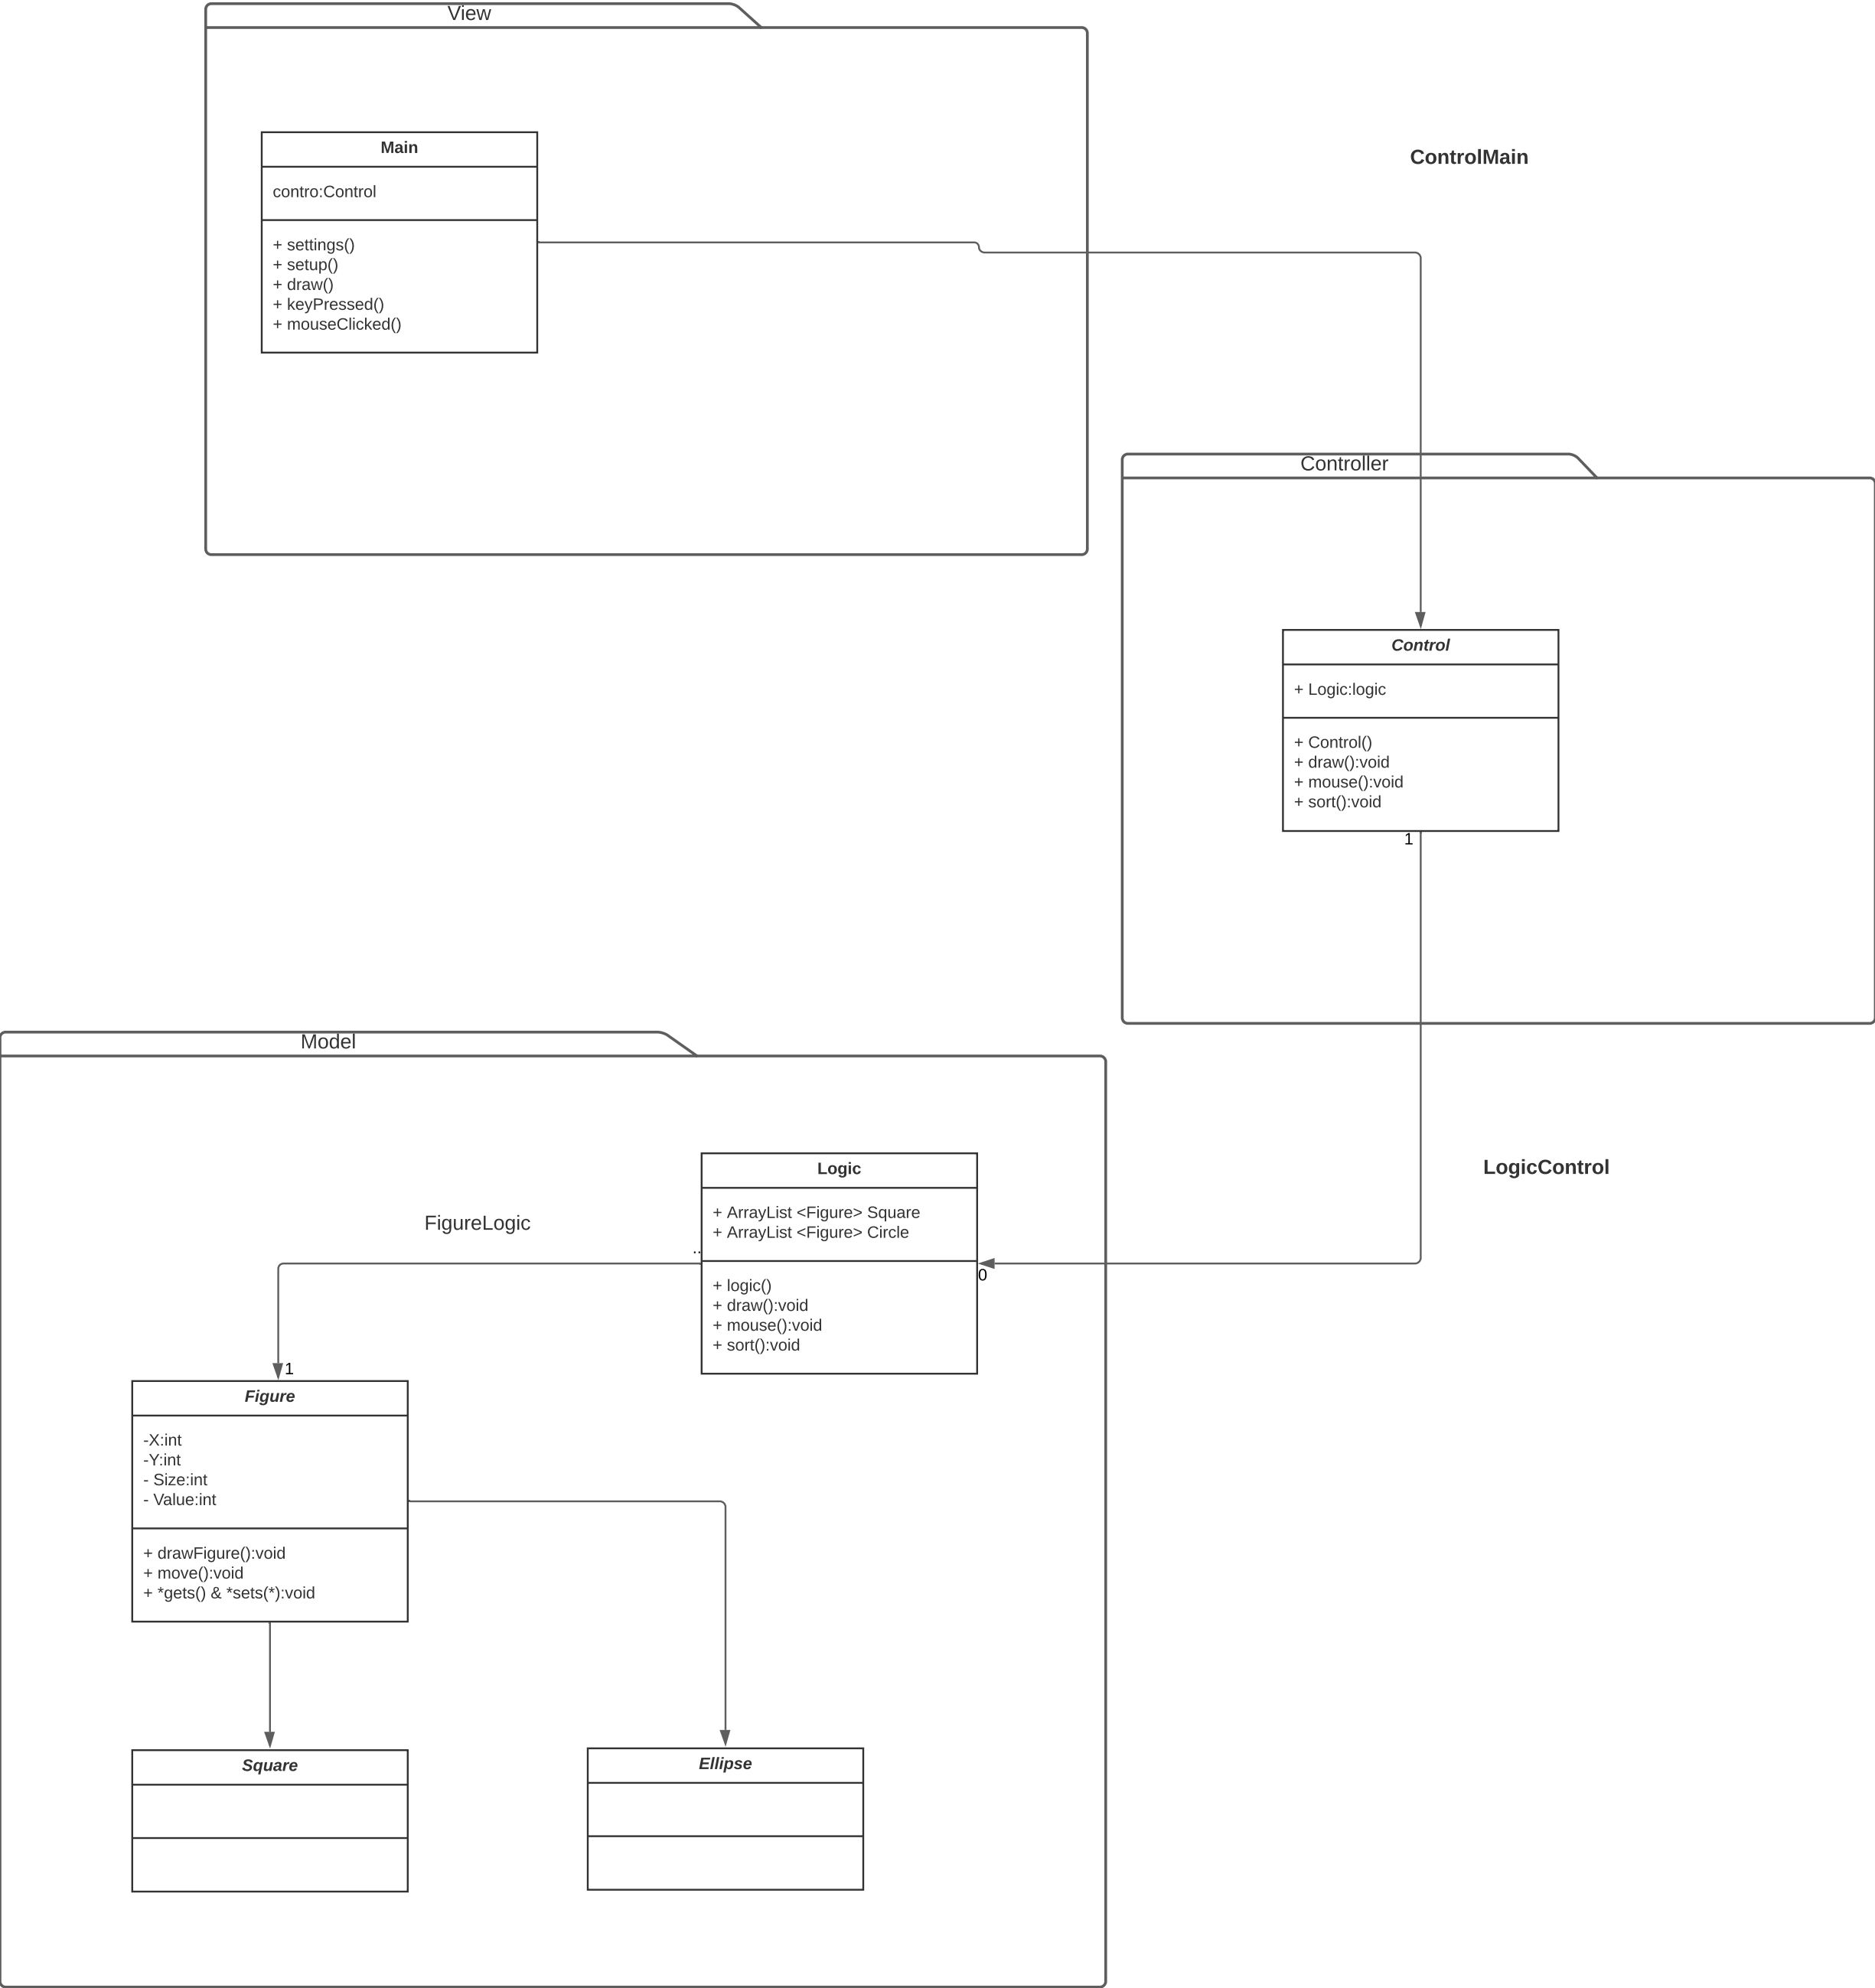 View
Main
contro:Control
+ settings()
+ setup()
+ draw()
+ keyPressed()
+ mouseClicked()
ControlMain
Controller
Control
+ Logic:logic
+ Control()
+ draw():void
+ mouse():void
+ sort():void
1
Model
Logic
+ ArrayList <Figure> Square
+ ArrayList <Figure> Circle
+ logic()
+ draw():void
+ mouse():void
+ sort():void
LogicControl
FigureLogic
..
0
1
Figure
-X:int
-Y:int
- Size:int
- Value:int
+ drawFigure():void
+ move():void
+ *gets() & *sets(*):void
Square
Ellipse